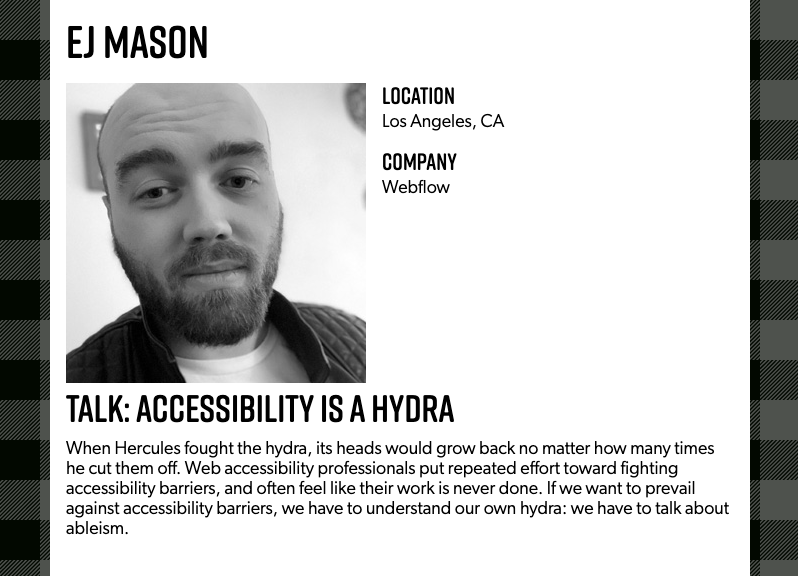 EJ MASON
LOCATION
Los Angeles, CA
COMPANY
Webflow
TALK: ACCESSIBILITY IS A HYDRA
When Hercules fought the hydra, its heads would grow back no matter how many times
he cut them off. Web accessibility professionals put repeated effort toward fighting
accessibility barriers, and often feel like their work is never done. If we want to prevail
against accessibility barriers, we have to understand our own hydra: we have to talk about
ableism.